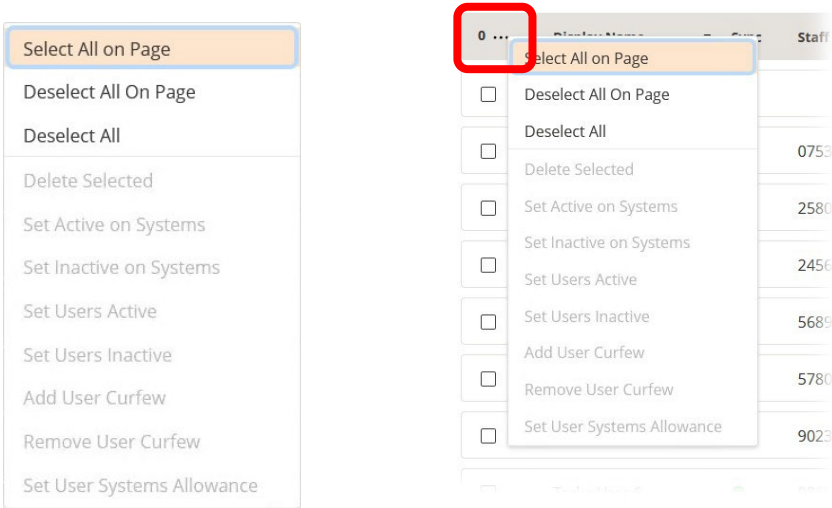 Select All on Page
Deselect All On Page
Deselect All
Delete Selected
Set Active on Systems
Set Inactive on Systems
Set Users Active
Set Users Inactive
Add User Curfew
Remove User Curfew
Set User Systems Allowance
0 ... Display Name Sync Staff
Select All on Page
Deselect All On Page
Deselect All
0753
Delete Selected
Set Active on Systems
2580
Set Inactive on Systems
2456
Set Users Active
Set Users Inactive
5689
Add User Curfew
5780
Remove User Curfew
Set User Systems Allowance
9023